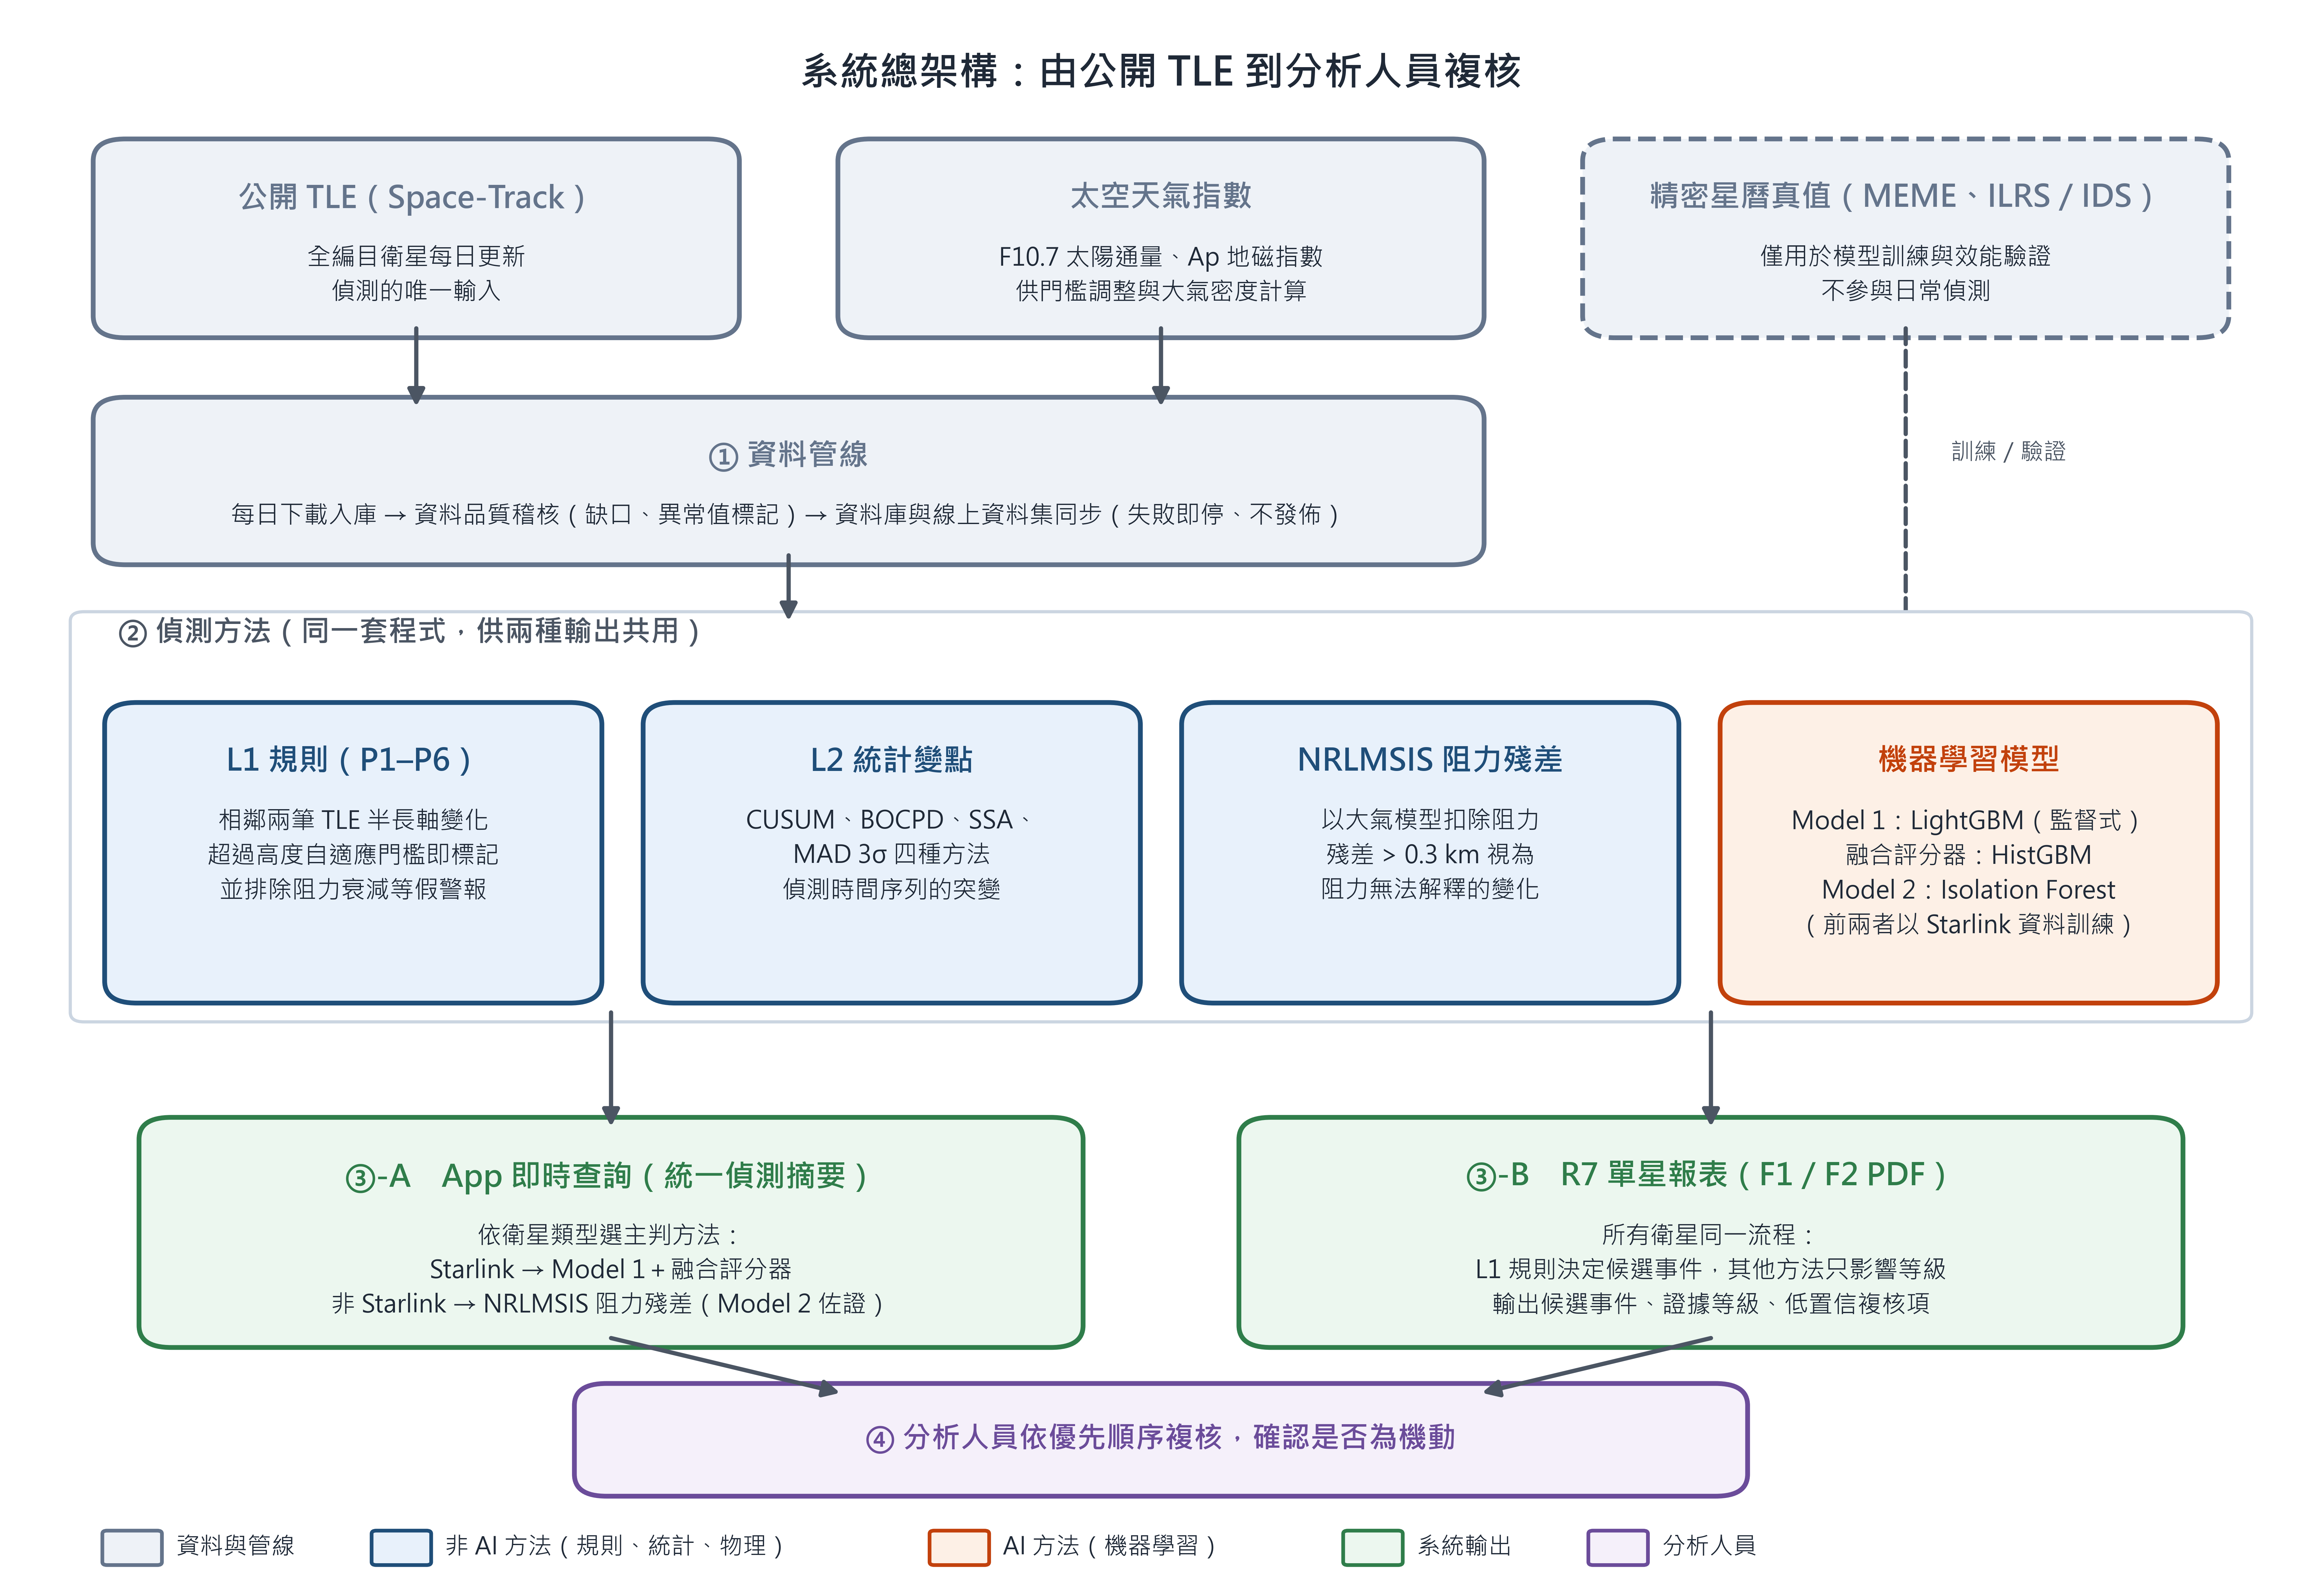 系統總架構：由公開 TLE 到分析人員複核
公開 TLE（Space-Track）
全編目衛星每日更新
偵測的唯一輸入
太空天氣指數
F10.7 太陽通量、Ap 地磁指數
供門檻調整與大氣密度計算
精密星曆真值（MEME、ILRS / IDS）
僅用於模型訓練與效能驗證
不參與日常偵測
① 資料管線
每日下載入庫 → 資料品質稽核（缺口、異常值標記）→ 資料庫與線上資料集同步（失敗即停、不發佈）
訓練 / 驗證
② 偵測方法（同一套程式，供兩種輸出共用）
L1 規則（P1–P6）
相鄰兩筆 TLE 半長軸變化
超過高度自適應門檻即標記
並排除阻力衰減等假警報
L2 統計變點
CUSUM、BOCPD、SSA、
MAD 3σ 四種方法
偵測時間序列的突變
NRLMSIS 阻力殘差
以大氣模型扣除阻力
殘差 > 0.3 km 視為
阻力無法解釋的變化
機器學習模型
Model 1：LightGBM（監督式）
融合評分器：HistGBM
Model 2：Isolation Forest
（前兩者以 Starlink 資料訓練）
③-A　App 即時查詢（統一偵測摘要）
依衛星類型選主判方法：
Starlink → Model 1 + 融合評分器
非 Starlink → NRLMSIS 阻力殘差（Model 2 佐證）
③-B　R7 單星報表（F1 / F2 PDF）
所有衛星同一流程：
L1 規則決定候選事件，其他方法只影響等級
輸出候選事件、證據等級、低置信複核項
④ 分析人員依優先順序複核，確認是否為機動
資料與管線
非 AI 方法（規則、統計、物理）
AI 方法（機器學習）
系統輸出
分析人員